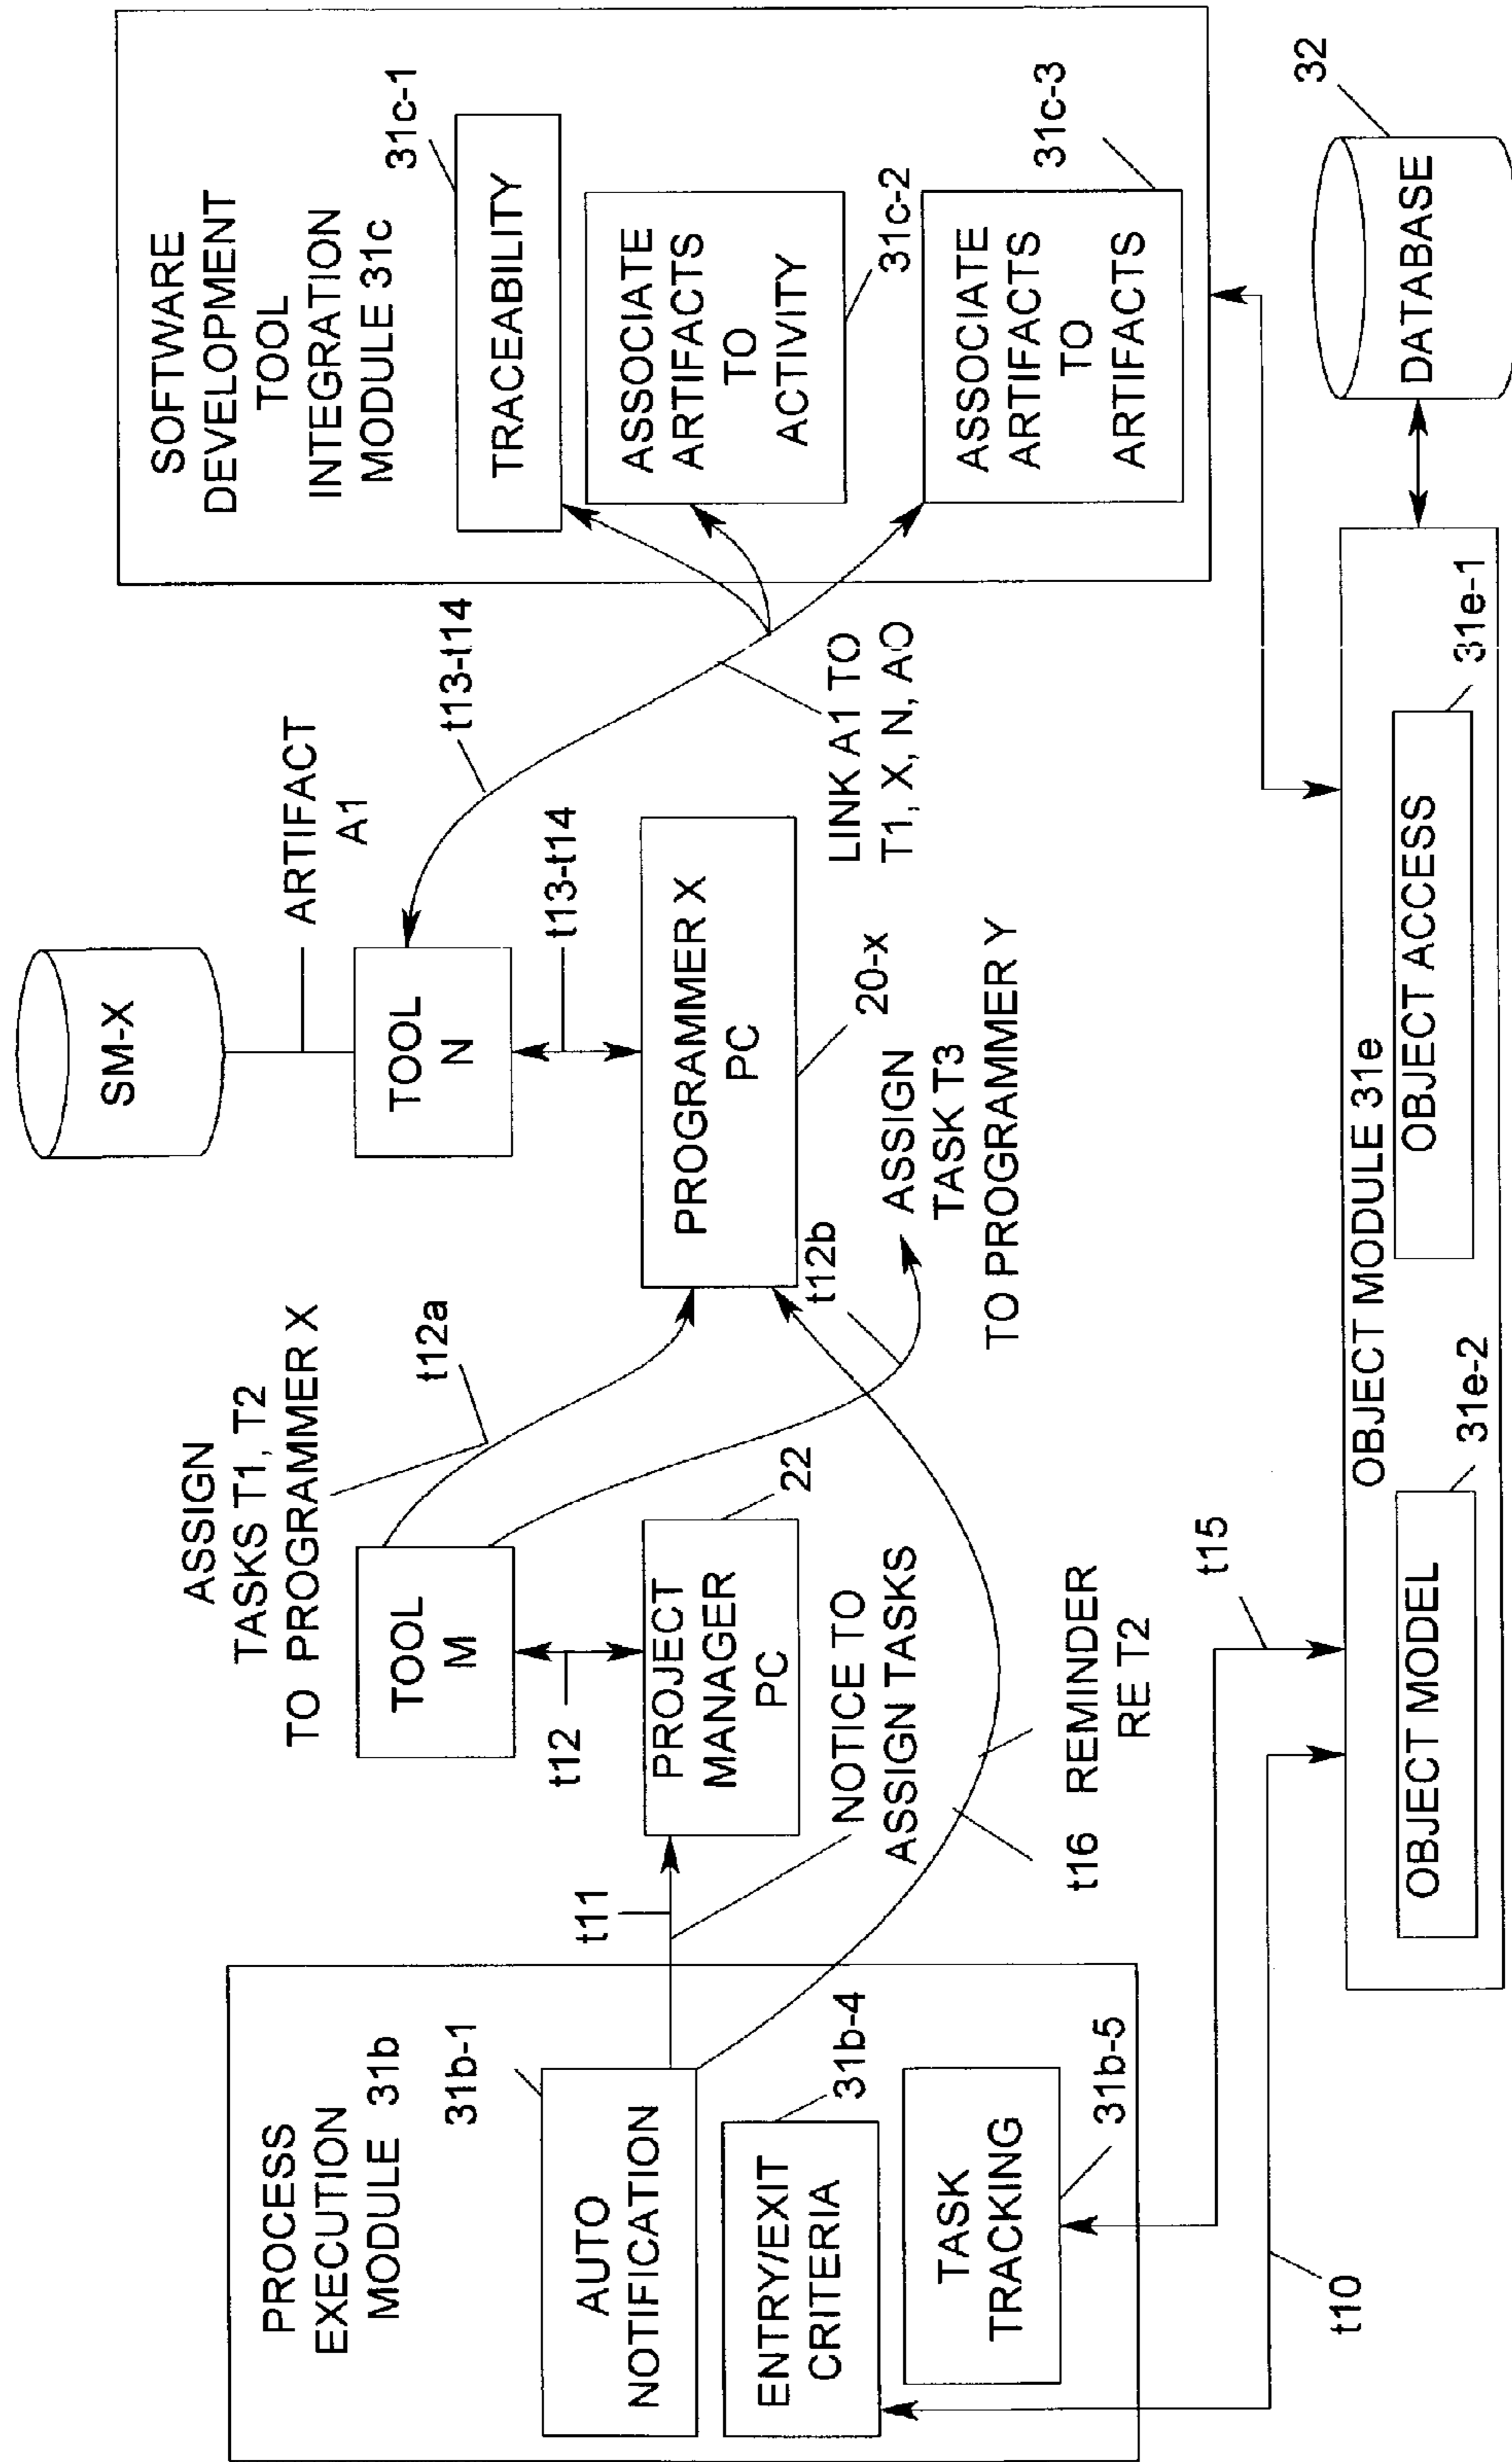 PROCESS
EXECUTION
MODULE 31b
31b-1
AUTO
NOTIFICATION
31b-4
ENTRY/EXIT
CRITERIA
TASK
TRACKING
31b-5
t10
t11
NOTICE TO
ASSIGN TASKS
t16 REMINDER
RE T2
t15
ASSIGN
TASKS T1, T2
TO PROGRAMMER X
t12a
TOOL
M
t12
PROJECT
MANAGER
PC
22
t12b
ASSIGN
TASK T3
TO PROGRAMMER Y
SM-X
ARTIFACT
A1
TOOL
N
t13-t14
t13-t14
PROGRAMMER X
PC
20-x
LINK A1 TO
T1, X, N, AO
SOFTWARE
DEVELOPMENT
TOOL
INTEGRATION
MODULE 31c
31c-1
TRACEABILITY
ASSOCIATE
ARTIFACTS
TO
ACTIVITY
31c-2
ASSOCIATE
ARTIFACTS
TO
ARTIFACTS
31c-3
OBJECT MODULE 31e
31e-2
OBJECT MODEL
31e-1
OBJECT ACCESS
32
DATABASE